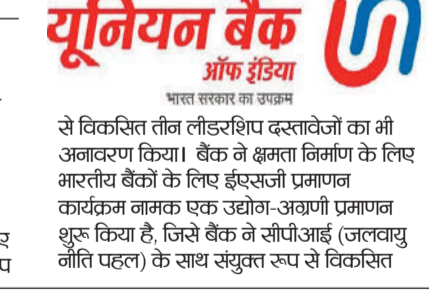 यूनियन बैंक
ऑफ इंडिया
भारत सरकार का उपक्रम
से विकसित तीन लीडरशिप दस्तावेजों का भी
अनावरण किया। बैंक ने क्षमता निर्माण के लिए
भारतीय बैंकों के लिए ईएसजी प्रमाणन
कार्यक्रम नामक एक उद्योग-अग्रणी प्रमाणन
शुरू किया है, जिसे बैंक ने सीपीआई (जलवायु
नीति पहल) के साथ संयुक्त रूप से विकसित